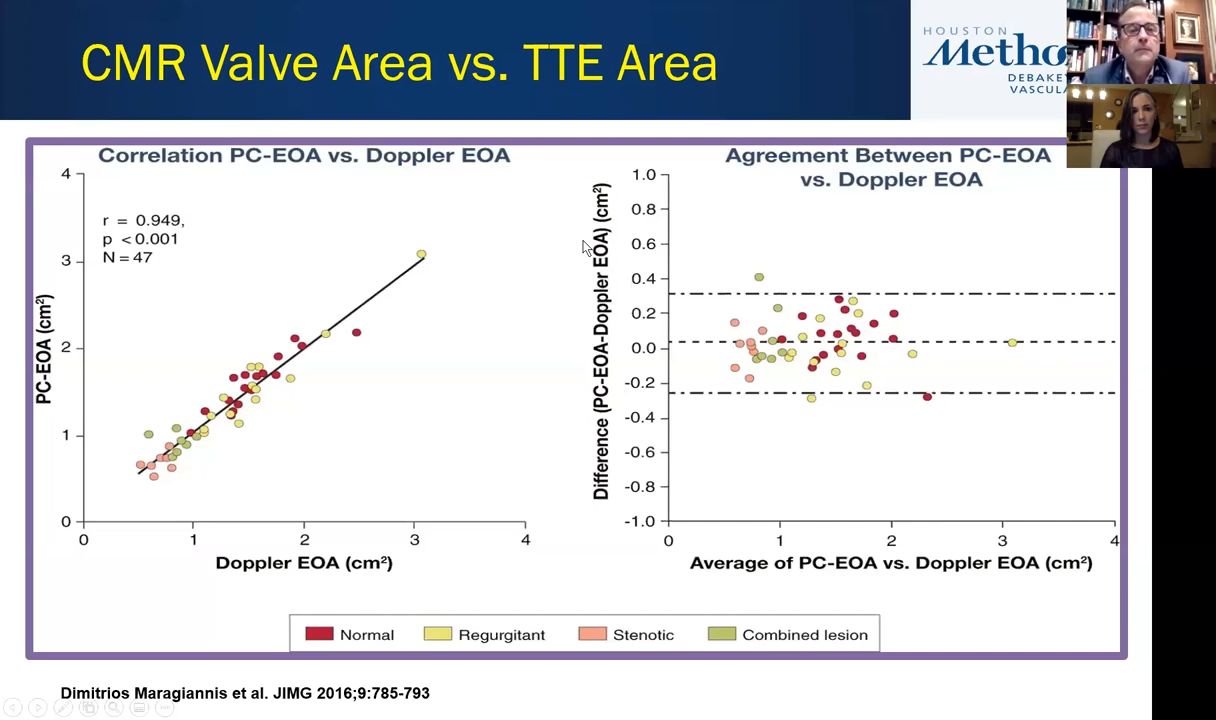 CMR Valve Area vs. TTE Area
HOUSTON
Metho
DEBAKEY
VASCULA
Correlation PC-EOA vs. Doppler EOA
r = 0.949,
p < 0.001
N = 47
PC-EOA (cm²)
4
3
2
1
0
0 1 2 3 4
Doppler EOA (cm²)
Agreement Between PC-EOA
vs. Doppler EOA
Difference (PC-EOA-Doppler EOA) (cm²)
1.0
0.8
0.6
0.4
0.2
0.0
-0.2
-0.4
-0.6
-0.8
-1.0
0 1 2 3 4
Average of PC-EOA vs. Doppler EOA (cm²)
Normal Regurgitant Stenotic Combined lesion
Dimitrios Maragiannis et al. JIMG 2016;9:785-793